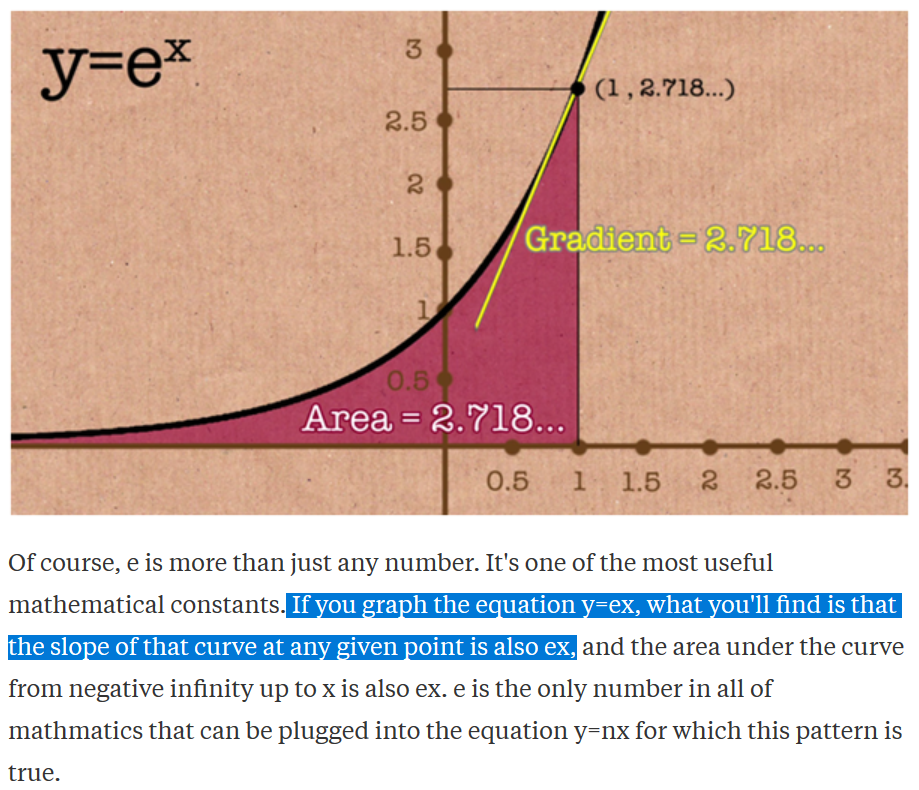 y=eˣ
3
(1 , 2.718...)
2.5
2
Gradient = 2.718...
1.5
1
0.5
Area = 2.718...
0.5 1 1.5 2 2.5 3 3.
Of course, e is more than just any number. It's one of the most useful
mathematical constants. If you graph the equation y=ex, what you'll find is that
the slope of that curve at any given point is also ex, and the area under the curve
from negative infinity up to x is also ex. e is the only number in all of
mathmatics that can be plugged into the equation y=nx for which this pattern is
true.